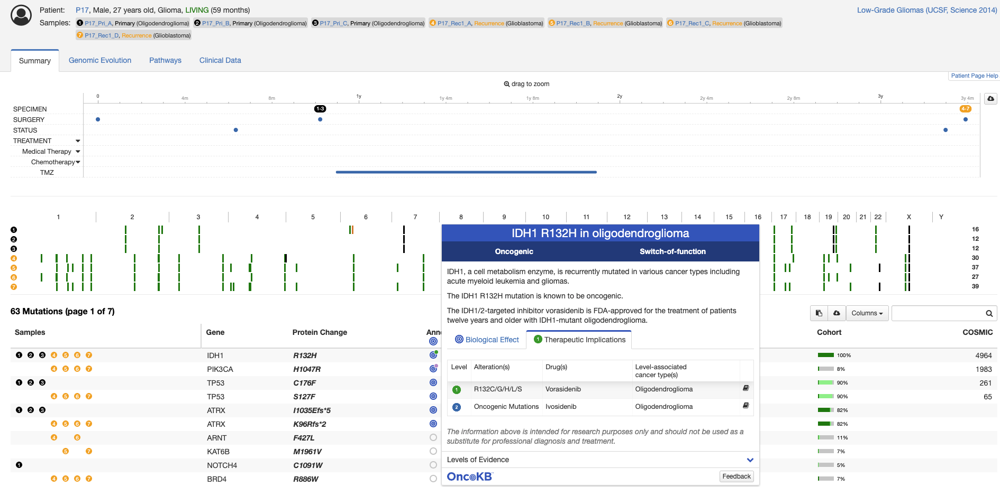 Patient: P17, Male, 27 years old, Glioma, LIVING (59 months)
Low-Grade Gliomas (UCSF, Science 2014)
Samples: 1 P17_Pri_A, Primary (Oligodendroglioma) 2 P17_Pri_B, Primary (Oligodendroglioma) 3 P17_Pri_C, Primary (Oligodendroglioma) 4 P17_Rec1_A, Recurrence (Glioblastoma) 5 P17_Rec1_B, Recurrence (Glioblastoma) 6 P17_Rec1_C, Recurrence (Glioblastoma)
7 P17_Rec1_D, Recurrence (Glioblastoma)
Summary Genomic Evolution Pathways Clinical Data
Patient Page Help
drag to zoom
0 4m 8m 1y 1y 4m 1y 8m 2y 2y 4m 2y 8m 3y 3y 4m
SPECIMEN 1-3 4-7
SURGERY
STATUS
TREATMENT
Medical Therapy
Chemotherapy
TMZ
1 2 3 4 5 6 7 8 9 10 11 12 13 14 15 16 17 18 19 20 21 22 X Y
1 16
2 12
3 12
4 30
5 37
6 27
7 39
63 Mutations (page 1 of 7)
Columns
Samples Gene Protein Change Anno Cohort COSMIC
1 2 3 4 5 6 7 IDH1 R132H 100% 4964
4 5 6 7 PIK3CA H1047R 8% 1983
1 2 3 TP53 C176F 90% 261
4 5 6 7 TP53 S127F 90% 65
1 2 3 ATRX I1035Efs*5 82%
4 5 6 7 ATRX K96Rfs*2 82%
4 6 ARNT F427L 11%
5 7 KAT6B M1961V 7%
1 NOTCH4 C1091W 5%
4 5 6 7 BRD4 R886W 7%
IDH1 R132H in oligodendroglioma
Oncogenic Switch-of-function
IDH1, a cell metabolism enzyme, is recurrently mutated in various cancer types including
acute myeloid leukemia and gliomas.
The IDH1 R132H mutation is known to be oncogenic.
The IDH1/2-targeted inhibitor vorasidenib is FDA-approved for the treatment of patients
twelve years and older with IDH1-mutant oligodendroglioma.
Biological Effect 1 Therapeutic Implications
Level Alteration(s) Drug(s) Level-associated
cancer type(s)
1 R132C/G/H/L/S Vorasidenib Oligodendroglioma
2 Oncogenic Mutations Ivosidenib Oligodendroglioma
The information above is intended for research purposes only and should not be used as a
substitute for professional diagnosis and treatment.
Levels of Evidence
OncoKB™ Feedback